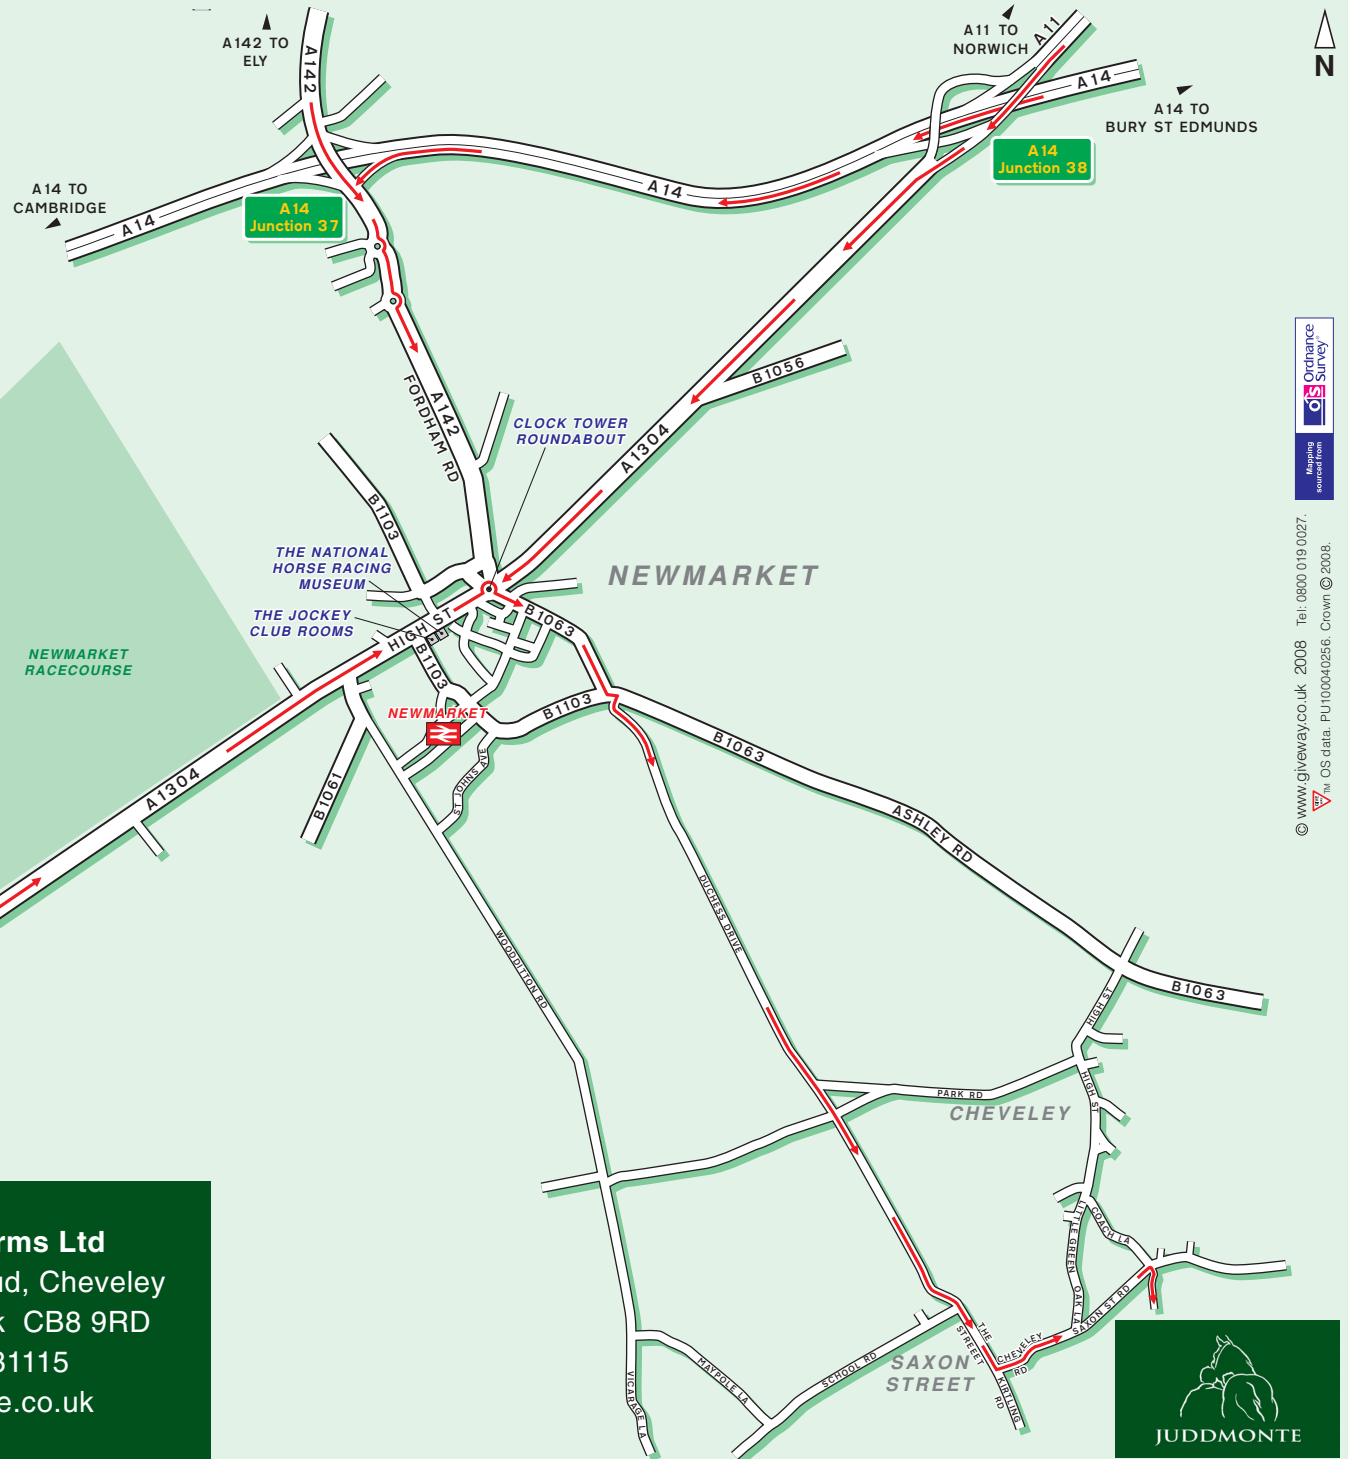 A142 TO
ELY
A142
A11 TO
NORWICH
A11
A14
A14 TO
BURY ST EDMUNDS
N
A14
Junction 38
A14 TO
CAMBRIDGE
A14
A14
Junction 37
A14
FORDHAM RD
A142
CLOCK TOWER
ROUNDABOUT
A1304
B1056
B1103
THE NATIONAL
HORSE RACING
MUSEUM
THE JOCKEY
CLUB ROOMS
HIGH ST
NEWMARKET
B1063
B1103
NEWMARKET
RACECOURSE
NEWMARKET
B1103
B1063
A1304
B1061
ST JOHNS AVE
ASHLEY RD
DUCHESS DRIVE
WOODDITTON RD
B1063
HIGH ST
HIGH ST
PARK RD
CHEVELEY
COACH LA
LITTLE GREEN
OAK LA
SAXON ST RD
THE
STREEET
CHEVELEY
RD
KIRTLING
RD
SAXON
STREET
SCHOOL RD
MAYPOLE LA
VICARAGE LA
rms Ltd
ud, Cheveley
k CB8 9RD
31115
e.co.uk
JUDDMONTE
Ordnance
Survey®
Mapping
sourced from
© www.giveway.co.uk 2008 Tel: 0800 019 0027.
™ OS data. PU100040256. Crown © 2008.